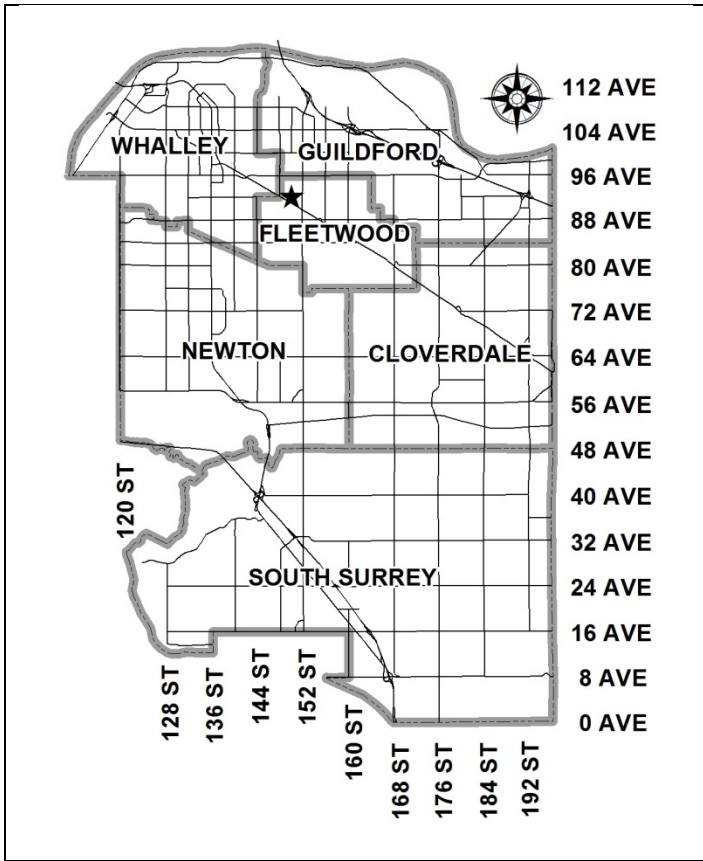 112 AVE
104 AVE
WHALLEY
GUILDFORD
96 AVE
88 AVE
FLEETWOOD
80 AVE
72 AVE
NEWTON
CLOVERDALE
64 AVE
56 AVE
48 AVE
120 ST
40 AVE
32 AVE
SOUTH SURREY
24 AVE
16 AVE
128 ST
136 ST
144 ST
152 ST
160 ST
8 AVE
0 AVE
168 ST
176 ST
184 ST
192 ST